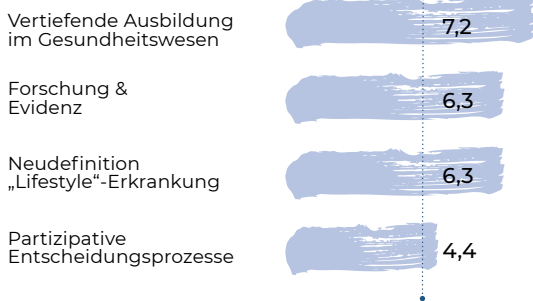 Vertiefende Ausbildung
im Gesundheitswesen
7,2
Forschung &
Evidenz
6,3
Neudefinition
„Lifestyle“-Erkrankung
6,3
Partizipative
Entscheidungsprozesse
4,4